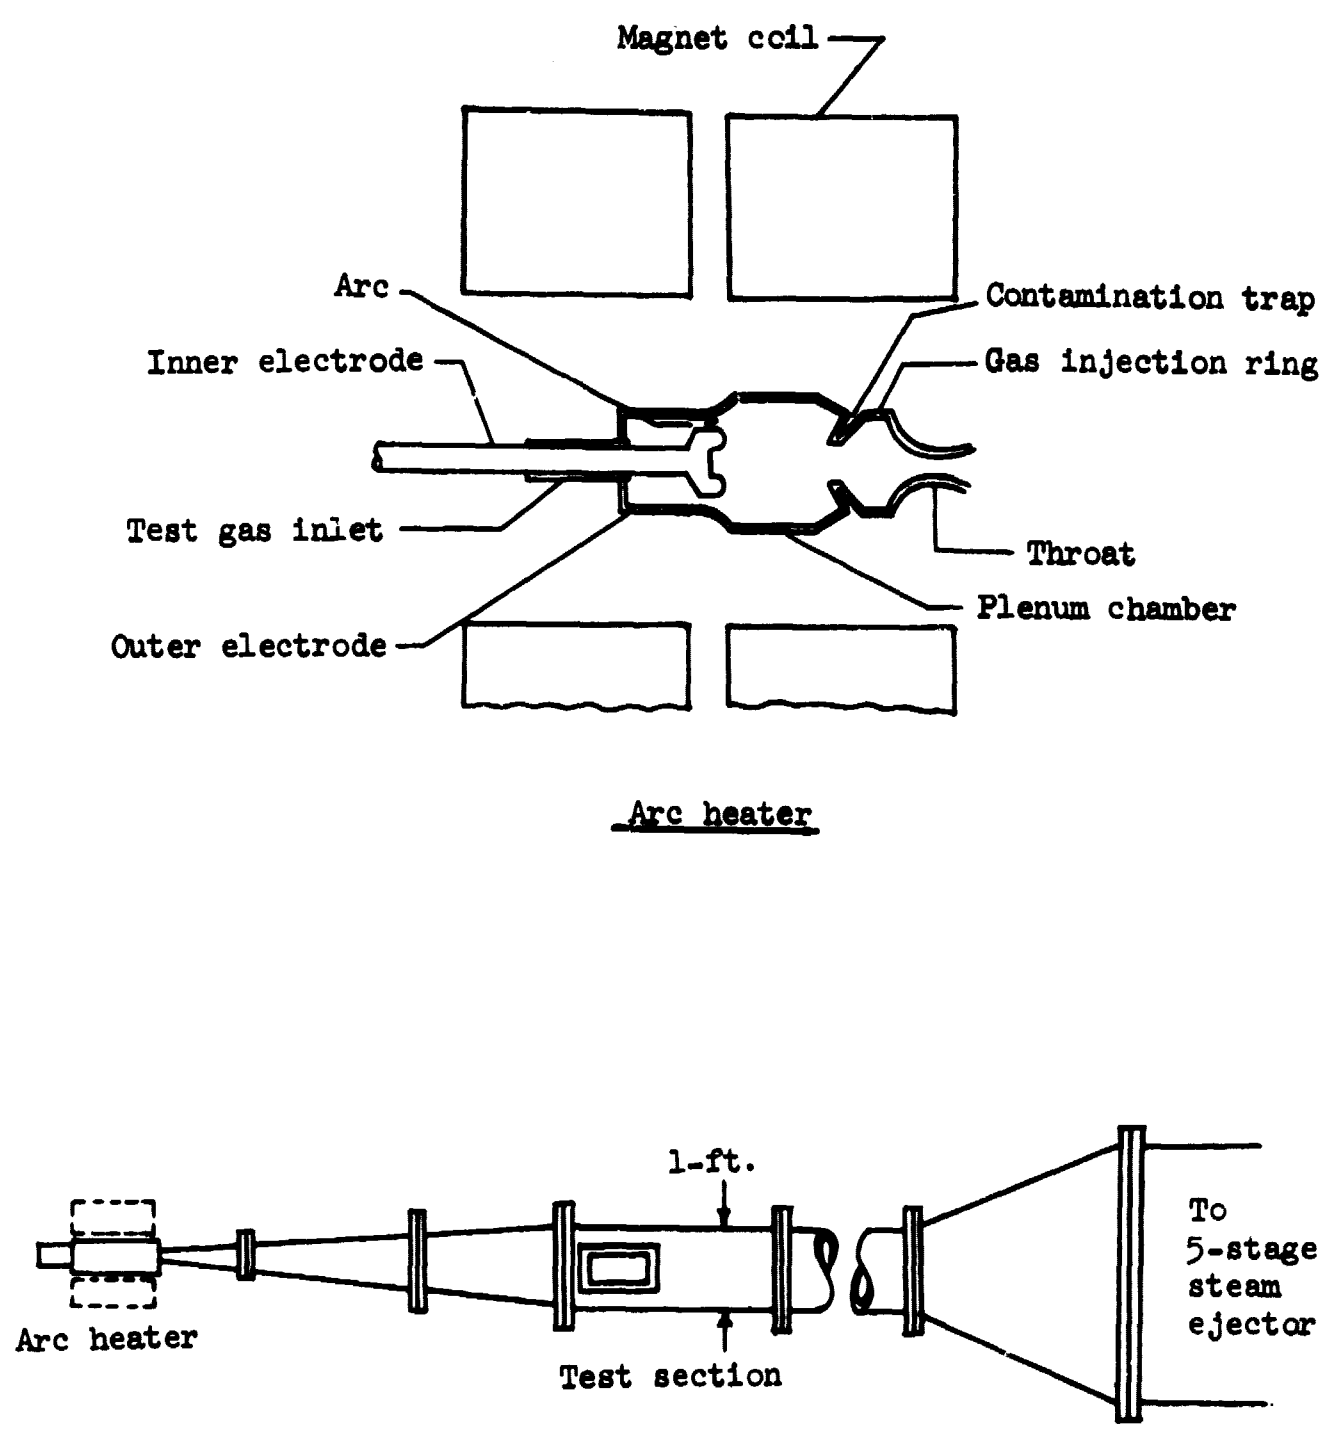 Magnet coil
Arc
Contamination trap
Inner electrode
Gas injection ring
Test gas inlet
Throat
Plenum chamber
Outer electrode
Arc heater
1-ft.
To
5-stage
steam
ejector
Arc heater
Test section